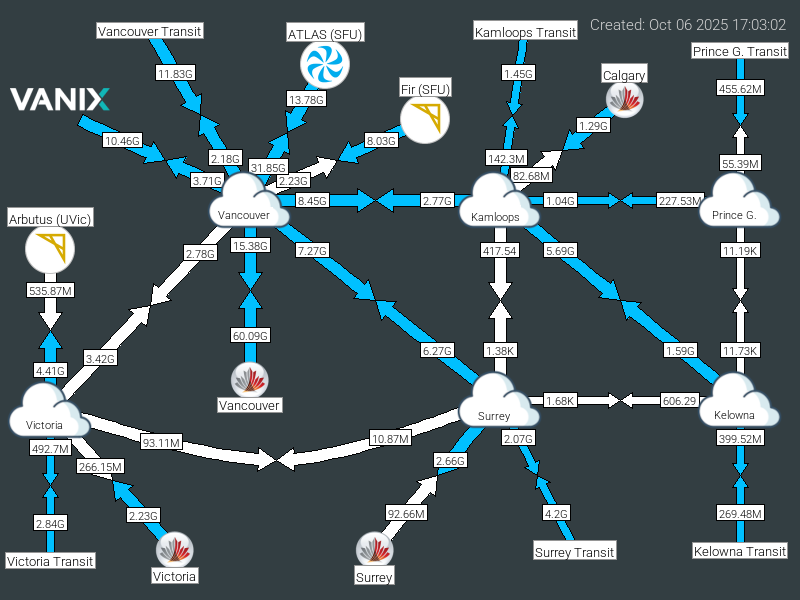 Created: Oct 06 2025 17:03:02
Vancouver Transit
ATLAS (SFU)
Kamloops Transit
Prince G. Transit
11.83G
1.45G
Calgary
455.62M
VANIX
13.78G
Fir (SFU)
10.46G
8.03G
1.29G
2.18G
142.3M
55.39M
31.85G
3.71G
2.23G
82.68M
8.45G
2.77G
1.04G
227.53M
Vancouver
Kamloops
Prince G.
Arbutus (UVic)
2.78G
15.38G
7.27G
417.54
5.69G
11.19K
535.87M
60.09G
3.42G
6.27G
1.38K
1.59G
11.73K
4.41G
Vancouver
1.68K
606.29
Victoria
Surrey
Kelowna
492.7M
93.11M
10.87M
2.07G
399.52M
266.15M
2.66G
2.84G
2.23G
92.66M
4.2G
269.48M
Victoria Transit
Victoria
Surrey
Surrey Transit
Kelowna Transit